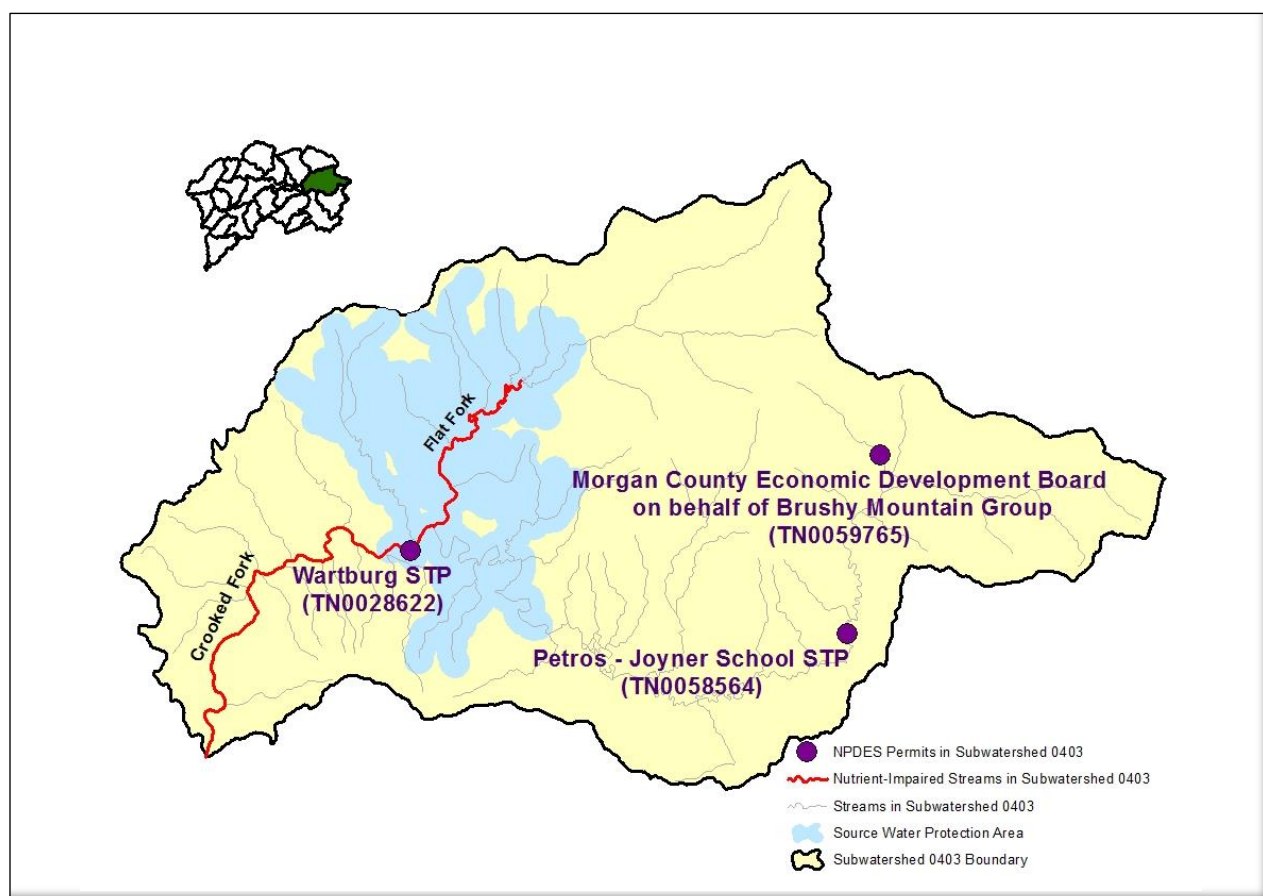 Flat Fork
Morgan County Economic Development Board
on behalf of Brushy Mountain Group
(TN0059765)
Crooked Fork
Wartburg STP
(TN0028622)
Petros - Joyner School STP
(TN0058564)
NPDES Permits in Subwatershed 0403
Nutrient-Impaired Streams in Subwatershed 0403
Streams in Subwatershed 0403
Source Water Protection Area
Subwatershed 0403 Boundary